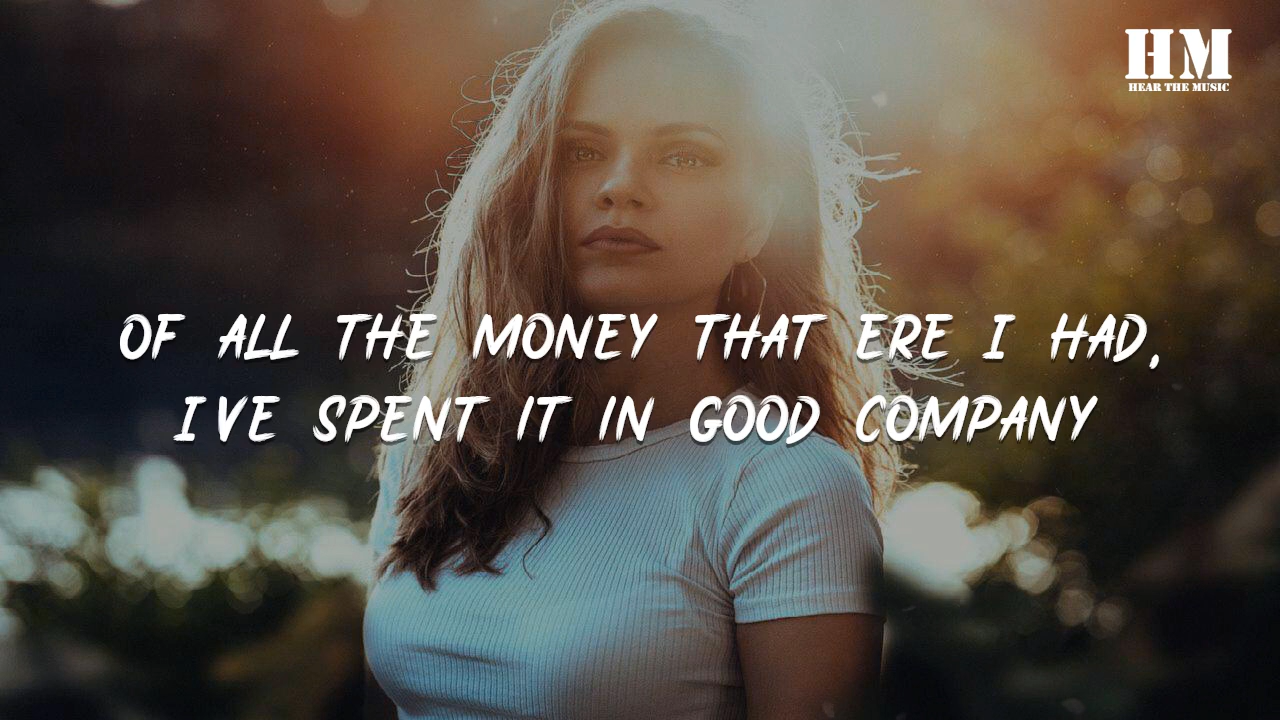 HM
HEAR THE MUSIC
OF ALL THE MONEY THAT ERE I HAD,
I'VE SPENT IT IN GOOD COMPANY